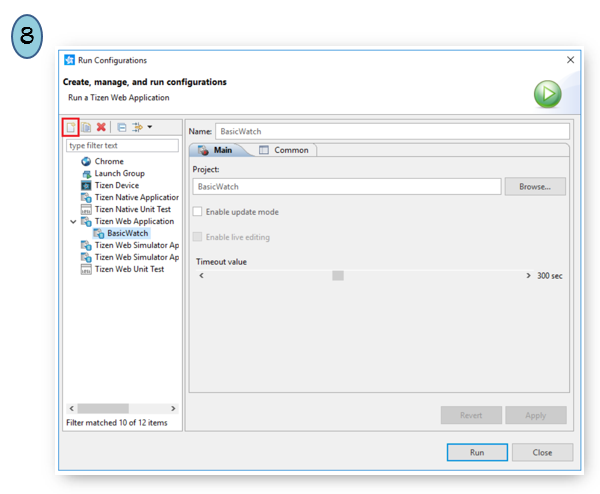 8
Run Configurations
Create, manage, and run configurations
Run a Tizen Web Application
type filter text
Chrome
Launch Group
Tizen Device
Tizen Native Applicatior
Tizen Native Unit Test
Tizen Web Application
BasicWatch
Tizen Web Simulator Ap
Tizen Web Simulator Ap
Tizen Web Unit Test
Filter matched 10 of 12 items
Name: BasicWatch
Main Common
Project:
BasicWatch Browse...
Enable update mode
Enable live editing
Timeout value
300 sec
Revert Apply
Run Close